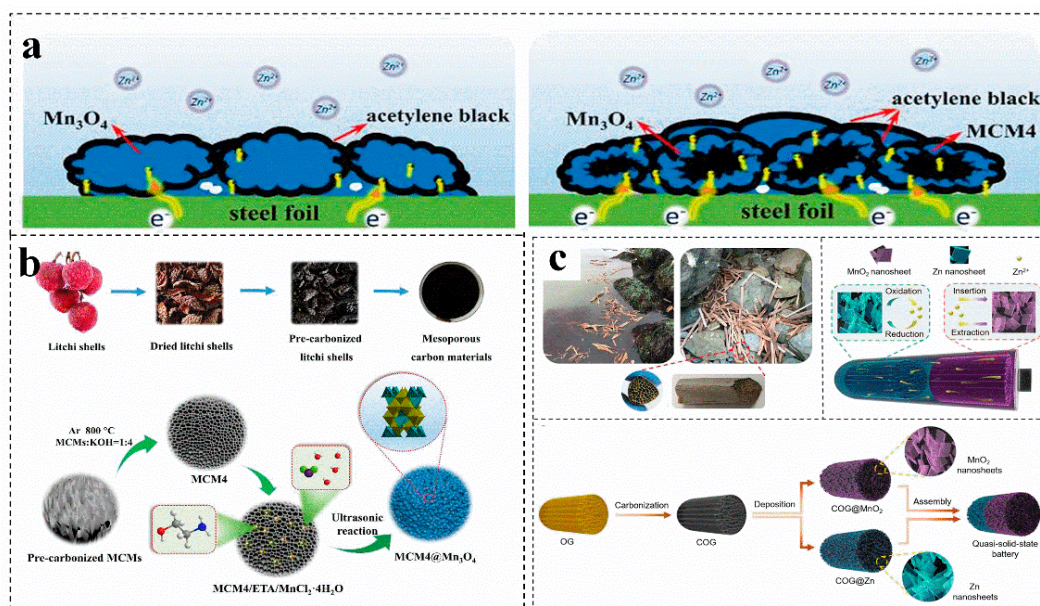 a
Zn²⁺
Zn²⁺
Zn²⁺
Zn²⁺
Zn²⁺
Mn₃O₄
acetylene black
steel foil
e⁻
e⁻
Zn²⁺
Zn²⁺
Zn²⁺
Zn²⁺
Zn²⁺
Mn₃O₄
acetylene black
MCM4
steel foil
e⁻
e⁻
e⁻
e⁻
b
Litchi shells
Dried litchi shells
Pre-carbonized
litchi shells
Mesoporous
carbon materials
Ar 800 °C
MCMs:KOH=1:4
MCM4
Pre-carbonized MCMs
MCM4/ETA/MnCl₂·4H₂O
Ultrasonic
reaction
MCM4@Mn₃O₄
c
MnO₂ nanosheet
Zn nanosheet
Zn²⁺
Oxidation
Reduction
Insertion
Extraction
OG
Carbonization
COG
Deposition
COG@MnO₂
MnO₂
nanosheets
COG@Zn
Zn
nanosheets
Assembly
Quasi-solid-state
battery